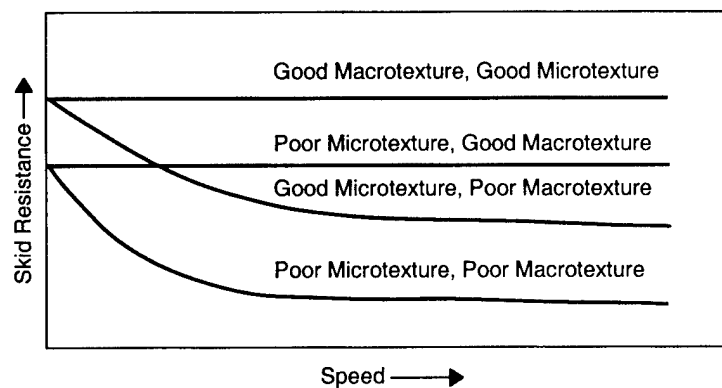 Good Macrotexture, Good Microtexture
Poor Microtexture, Good Macrotexture
Good Microtexture, Poor Macrotexture
Poor Microtexture, Poor Macrotexture
Skid Resistance
Speed